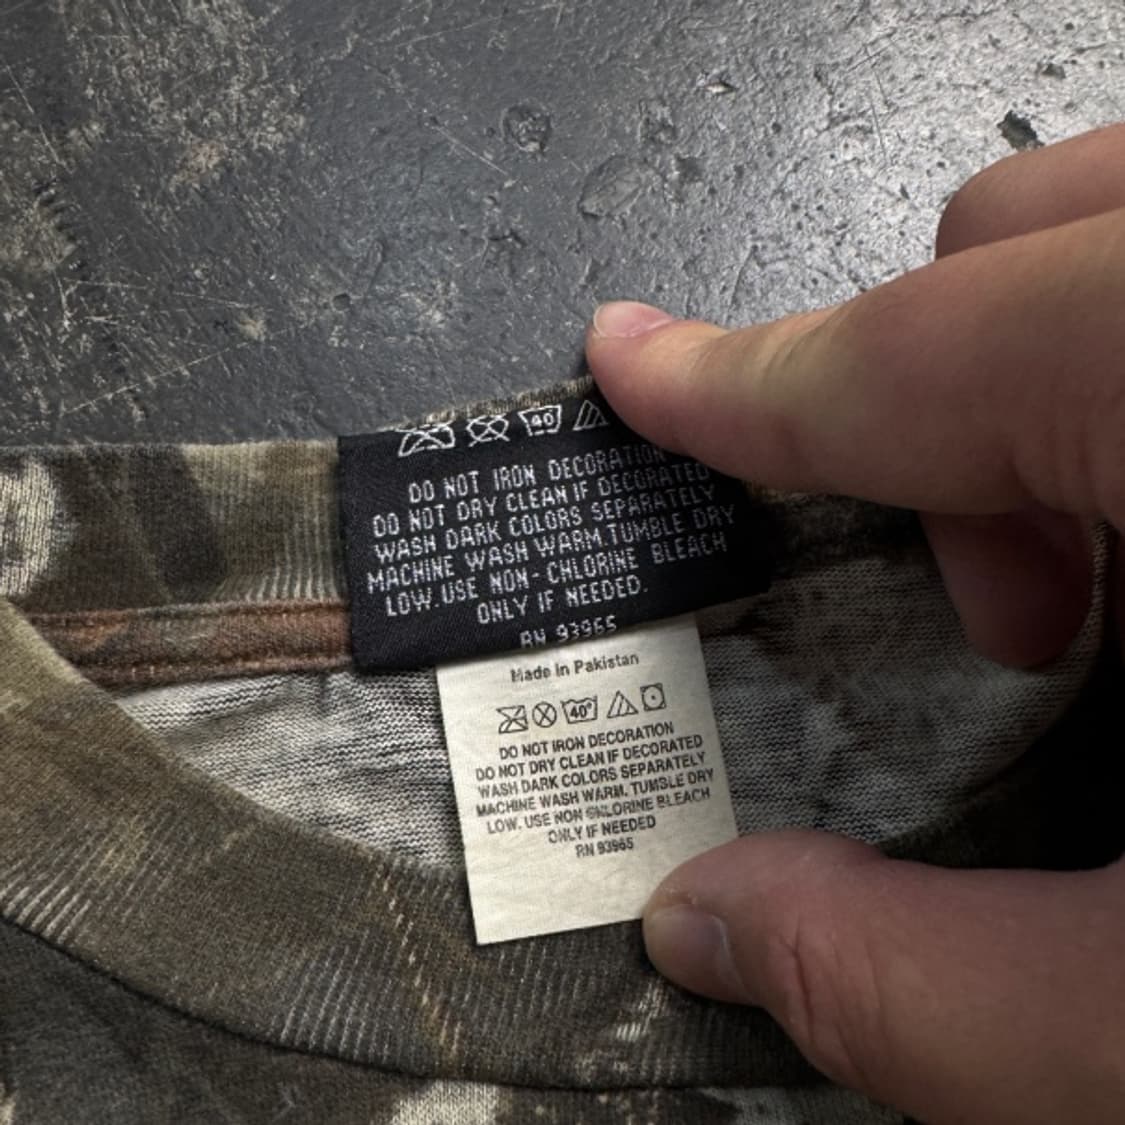 40
DO NOT IRON DECORATION
DO NOT DRY CLEAN IF DECORATED
WASH DARK COLORS SEPARATELY
MACHINE WASH WARM.TUMBLE DRY
LOW.USE NON-CHLORINE BLEACH
ONLY IF NEEDED.
RN 93965
Made In Pakistan
40°
DO NOT IRON DECORATION
DO NOT DRY CLEAN IF DECORATED
WASH DARK COLORS SEPARATELY
MACHINE WASH WARM. TUMBLE DRY
LOW. USE NON CHLORINE BLEACH
ONLY IF NEEDED
RN 93965